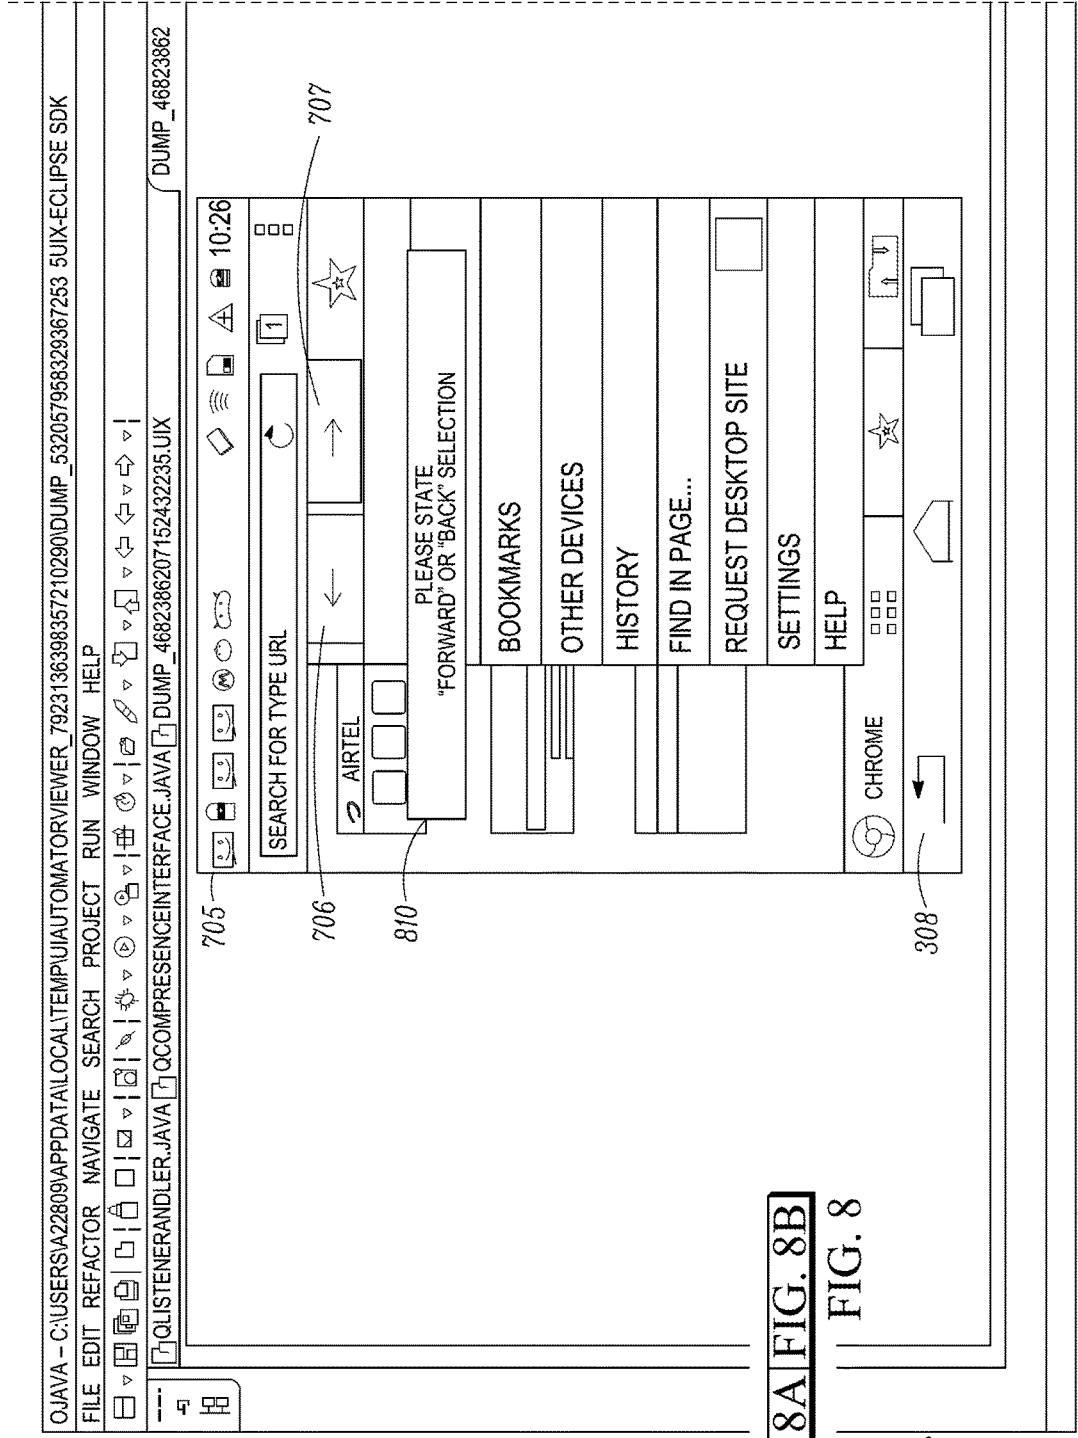 OJAVA – C:\USERS\A22809\APPDATA\LOCAL\TEMP\UIAUTOMATORVIEWER_7923136398357210290\DUMP_532057958329367253 5UIX-ECLIPSE SDK
FILE EDIT REFACTOR NAVIGATE SEARCH PROJECT RUN WINDOW HELP
QLISTENERANDLER.JAVA QCOMPRESENCEINTERFACE.JAVA DUMP_4682386207152432235.UIX DUMP_46823862
705
10:26
SEARCH FOR TYPE URL
1
706
707
AIRTEL
810
PLEASE STATE
"FORWARD" OR "BACK" SELECTION
BOOKMARKS
OTHER DEVICES
HISTORY
FIND IN PAGE...
REQUEST DESKTOP SITE
SETTINGS
HELP
CHROME
308
8A FIG. 8B
FIG. 8